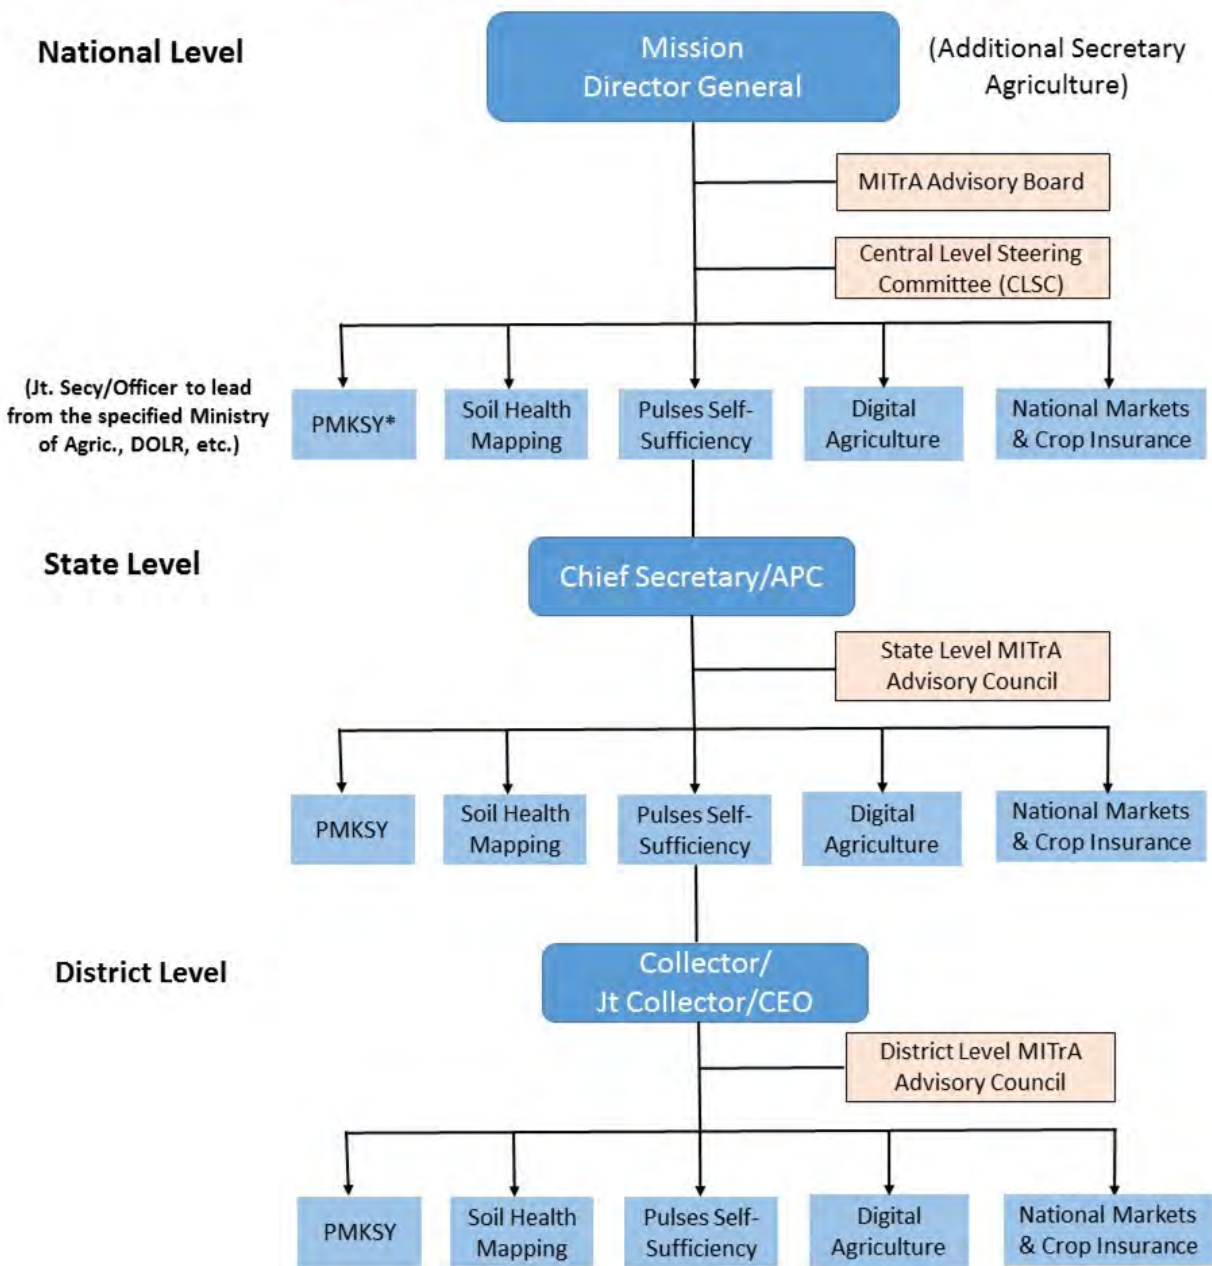 National Level
Mission
Director General
(Additional Secretary
Agriculture)
MITrA Advisory Board
Central Level Steering
Committee (CLSC)
(Jt. Secy/Officer to lead
from the specified Ministry
of Agric., DOLR, etc.)
PMKSY*
Soil Health
Mapping
Pulses Self-
Sufficiency
Digital
Agriculture
National Markets
& Crop Insurance
State Level
Chief Secretary/APC
State Level MITrA
Advisory Council
PMKSY
Soil Health
Mapping
Pulses Self-
Sufficiency
Digital
Agriculture
National Markets
& Crop Insurance
District Level
Collector/
Jt Collector/CEO
District Level MITrA
Advisory Council
PMKSY
Soil Health
Mapping
Pulses Self-
Sufficiency
Digital
Agriculture
National Markets
& Crop Insurance